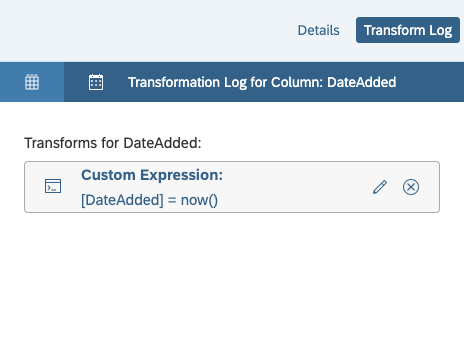 Details
Transform Log
Transformation Log for Column: DateAdded
Transforms for DateAdded:
Custom Expression:
[DateAdded] = now()